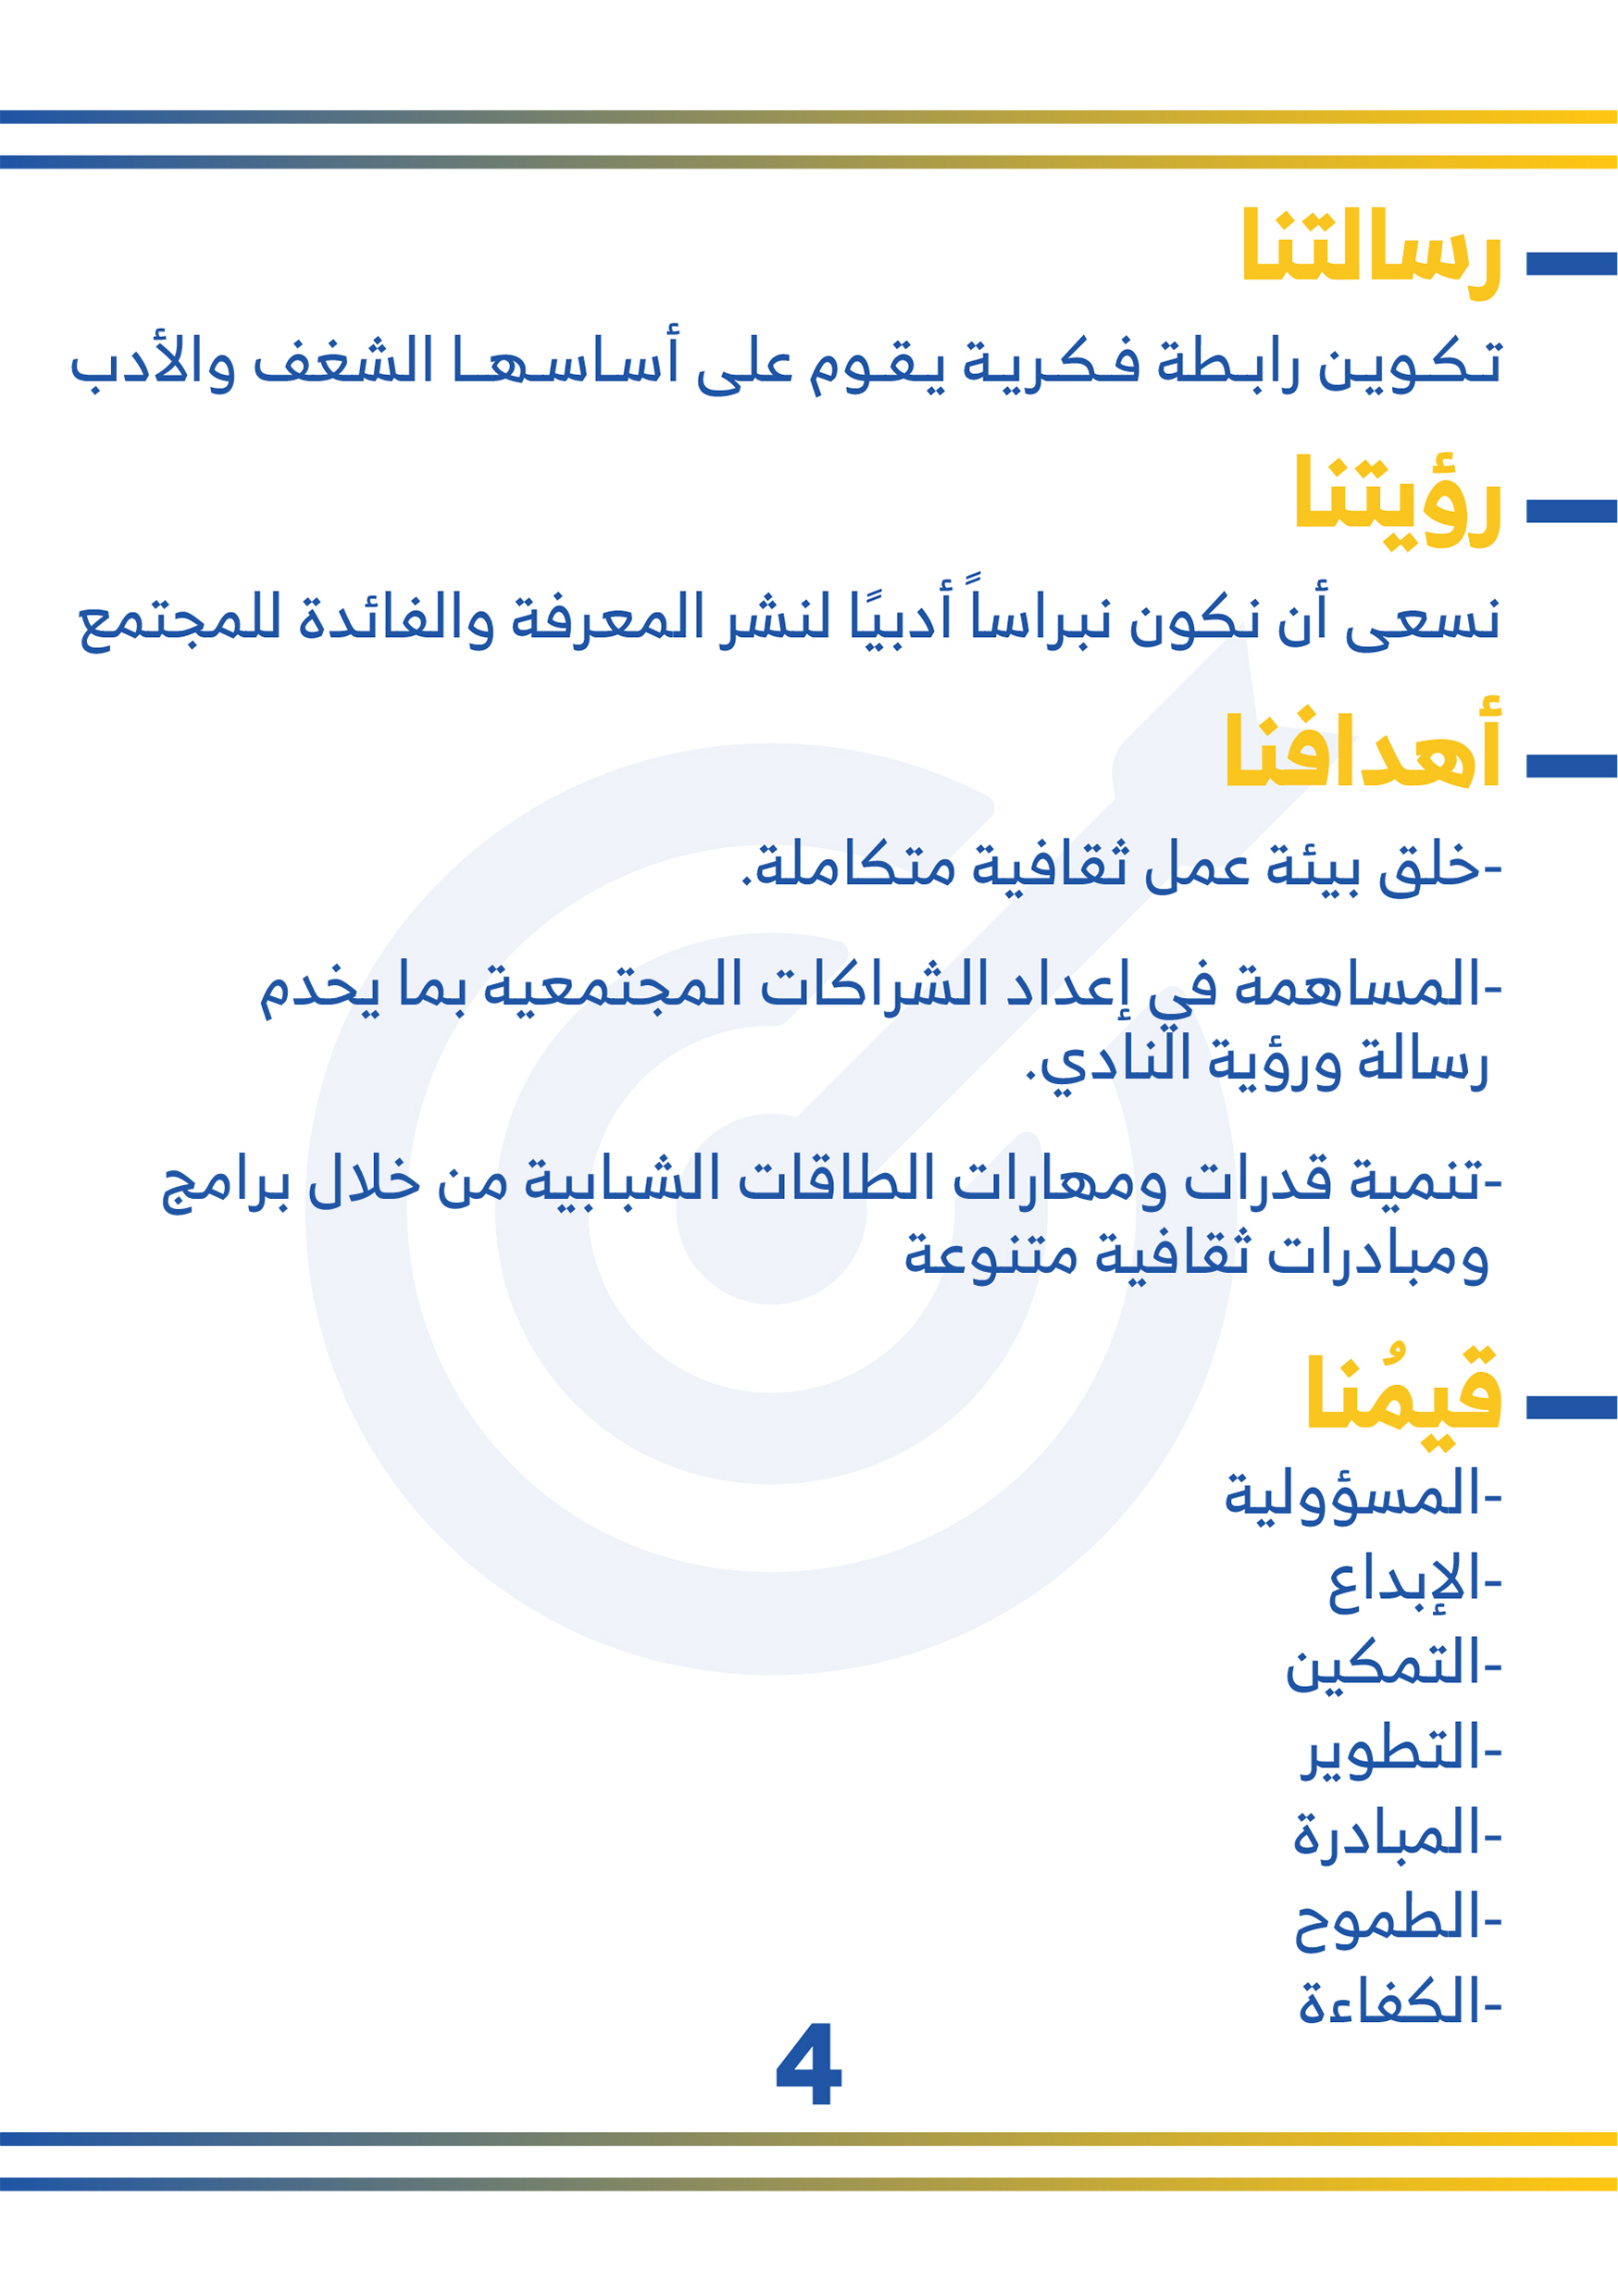 رسالتنا
تكوين رابطة فكرية يقوم على أساسها الشغف والأدب
رؤيتنا
نسعى أن نكون نبراساً أدبيًا لنشر المعرفة والفائدة للمجتمع
أهدافنا
-خلق بيئة عمل ثقافية متكاملة.
-المساهمة في إعداد الشراكات المجتمعية بما يخدم
رسالة ورؤية النادي.
-تنمية قدرات ومهارات الطاقات الشبابية من خلال برامج
ومبادرات ثقافية متنوعة
قيمُنا
-المسؤولية
-الإبداع
-التمكين
-التطوير
-المبادرة
-الطموح
-الكفاءة
4